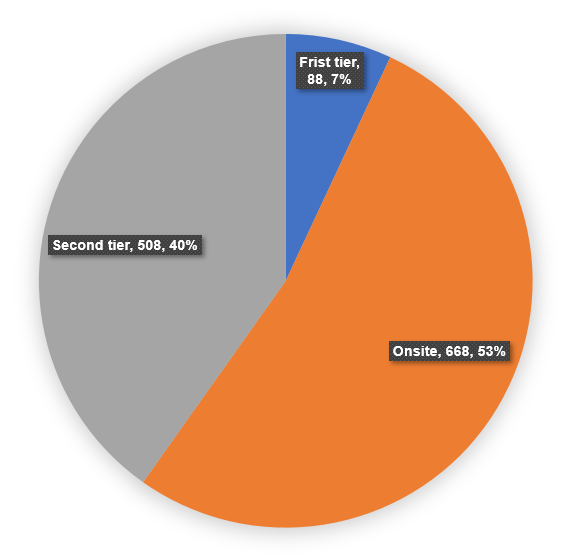 Frist tier,
88, 7%
Second tier, 508, 40%
Onsite, 668, 53%